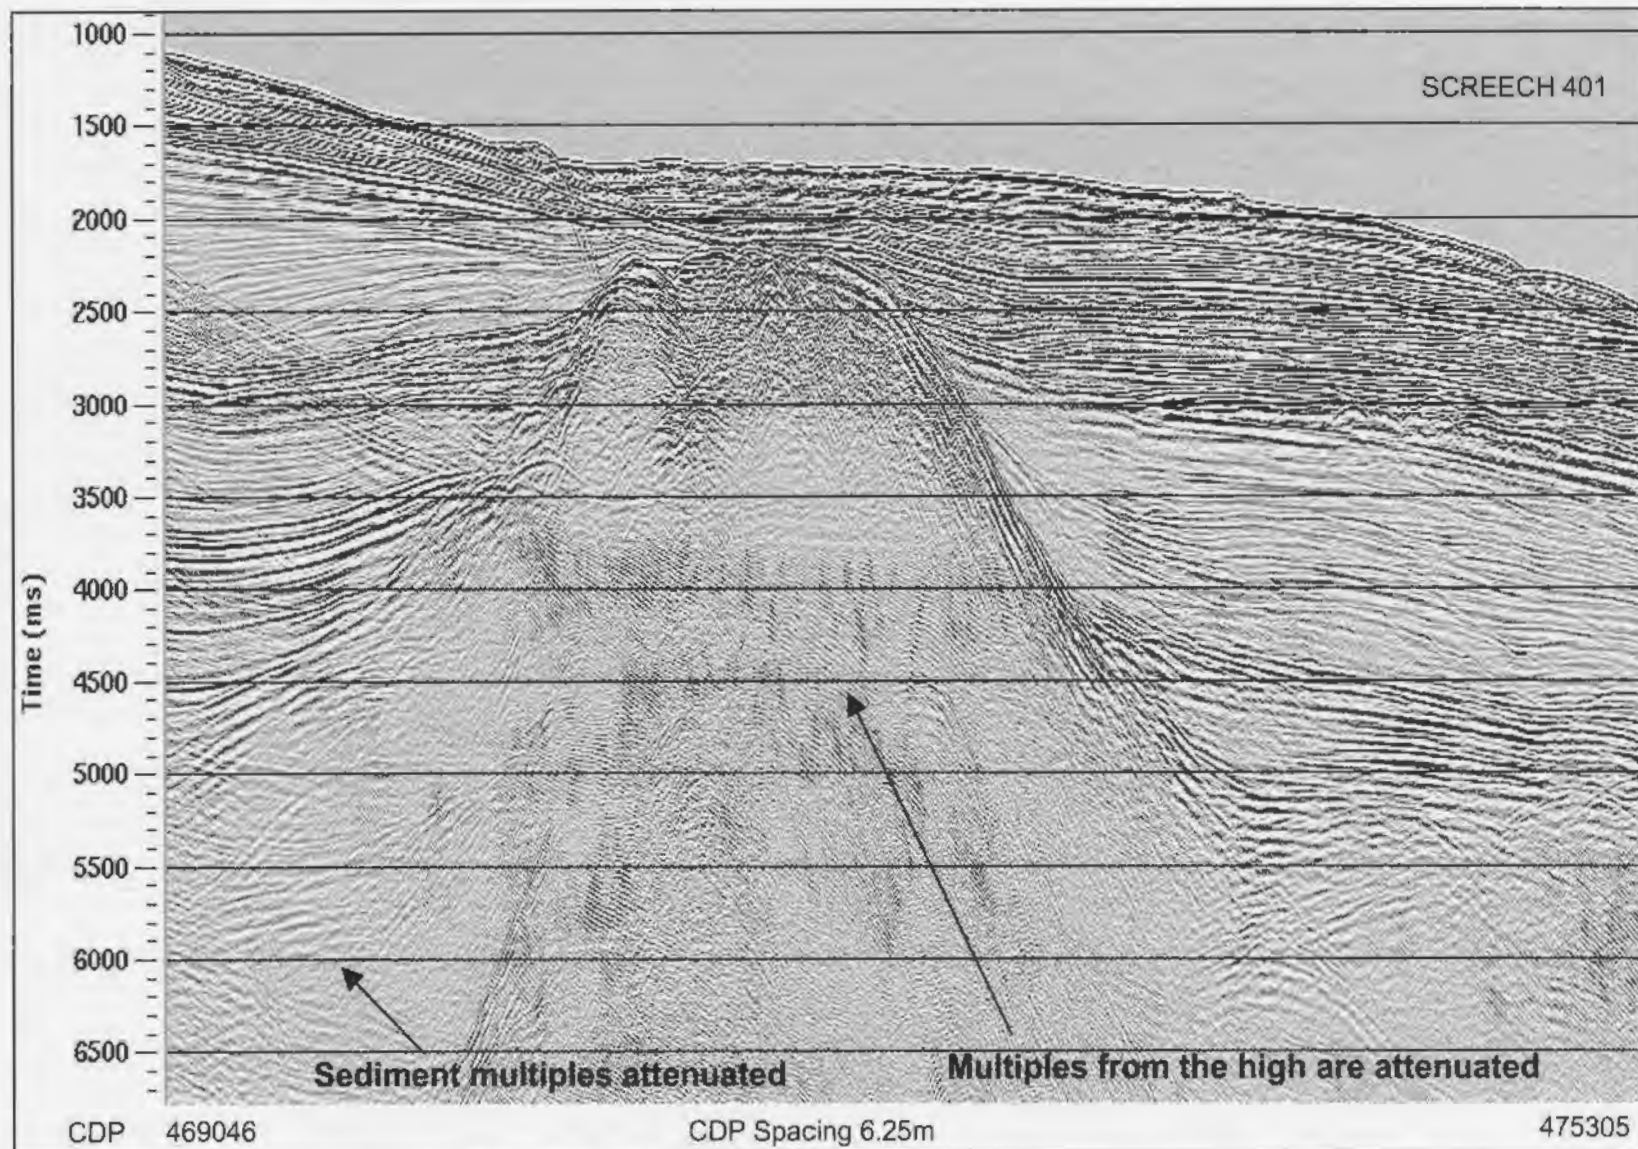 1000
SCREECH 401
1500
2000
2500
3000
3500
4000
Time (ms)
4500
5000
5500
6000
6500
Sediment multiples attenuated
Multiples from the high are attenuated
CDP 469046 CDP Spacing 6.25m 475305